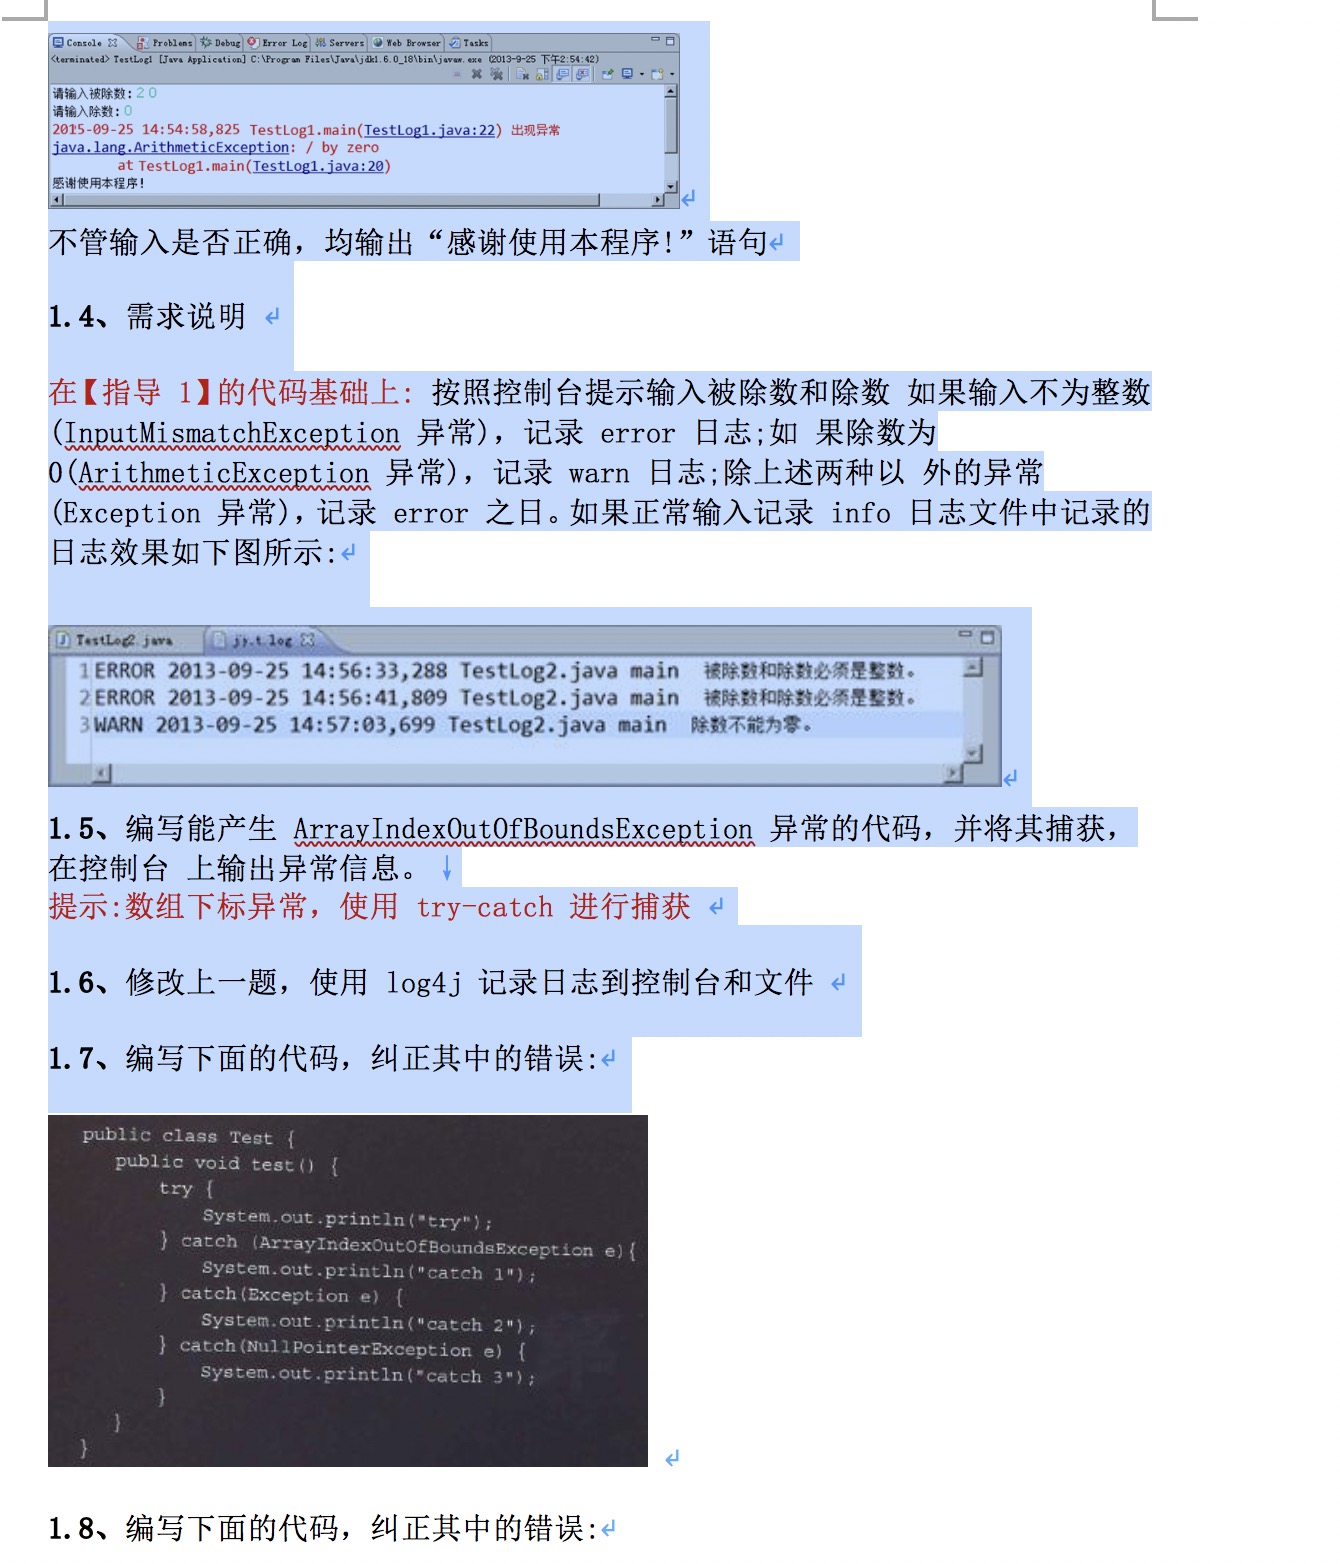 Console Problems Debug Error Log Servers Web Browser Tasks
<terminated> TestLog1 [Java Application] C:\Program Files\Java\jdk1.6.0_18\bin\javaw.exe (2013-9-25 下午2:54:42)
请输入被除数:20
请输入除数:0
2015-09-25 14:54:58,825 TestLog1.main(TestLog1.java:22) 出现异常
java.lang.ArithmeticException: / by zero
at TestLog1.main(TestLog1.java:20)
感谢使用本程序!
不管输入是否正确，均输出“感谢使用本程序!”语句
1.4、需求说明
在【指导 1】的代码基础上: 按照控制台提示输入被除数和除数 如果输入不为整数
(InputMismatchException 异常)，记录 error 日志;如 果除数为
0(ArithmeticException 异常)，记录 warn 日志;除上述两种以 外的异常
(Exception 异常)，记录 error 之日。如果正常输入记录 info 日志文件中记录的
日志效果如下图所示:
TestLog2.java jy.t.log
1 ERROR 2013-09-25 14:56:33,288 TestLog2.java main 被除数和除数必须是整数。
2 ERROR 2013-09-25 14:56:41,809 TestLog2.java main 被除数和除数必须是整数。
3 WARN 2013-09-25 14:57:03,699 TestLog2.java main 除数不能为零。
1.5、编写能产生 ArrayIndexOutOfBoundsException 异常的代码，并将其捕获，
在控制台 上输出异常信息。
提示:数组下标异常，使用 try-catch 进行捕获
1.6、修改上一题，使用 log4j 记录日志到控制台和文件
1.7、编写下面的代码，纠正其中的错误:
public class Test {
public void test() {
try {
System.out.println("try");
} catch (ArrayIndexOutOfBoundsException e){
System.out.println("catch 1");
} catch(Exception e) {
System.out.println("catch 2");
} catch(NullPointerException e) {
System.out.println("catch 3");
}
}
}
1.8、编写下面的代码，纠正其中的错误: